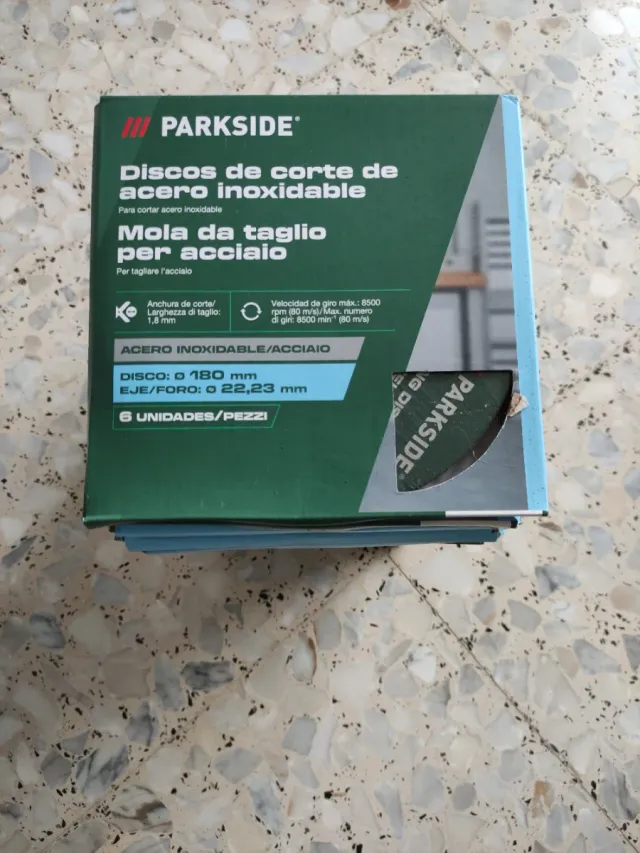 PARKSIDE®
Discos de corte de
acero inoxidable
Para cortar acero inoxidable
Mola da taglio
per acciaio
Per tagliare l'acciaio
Anchura de corte/
Larghezza di taglio:
1,8 mm
Velocidad de giro máx.: 8500
rpm (80 m/s)/ Max. numero
di giri: 8500 min⁻¹ (80 m/s)
ACERO INOXIDABLE/ACCIAIO
DISCO: ø 180 mm
EJE/FORO: ø 22,23 mm
6 UNIDADES/PEZZI
PARKSIDE®